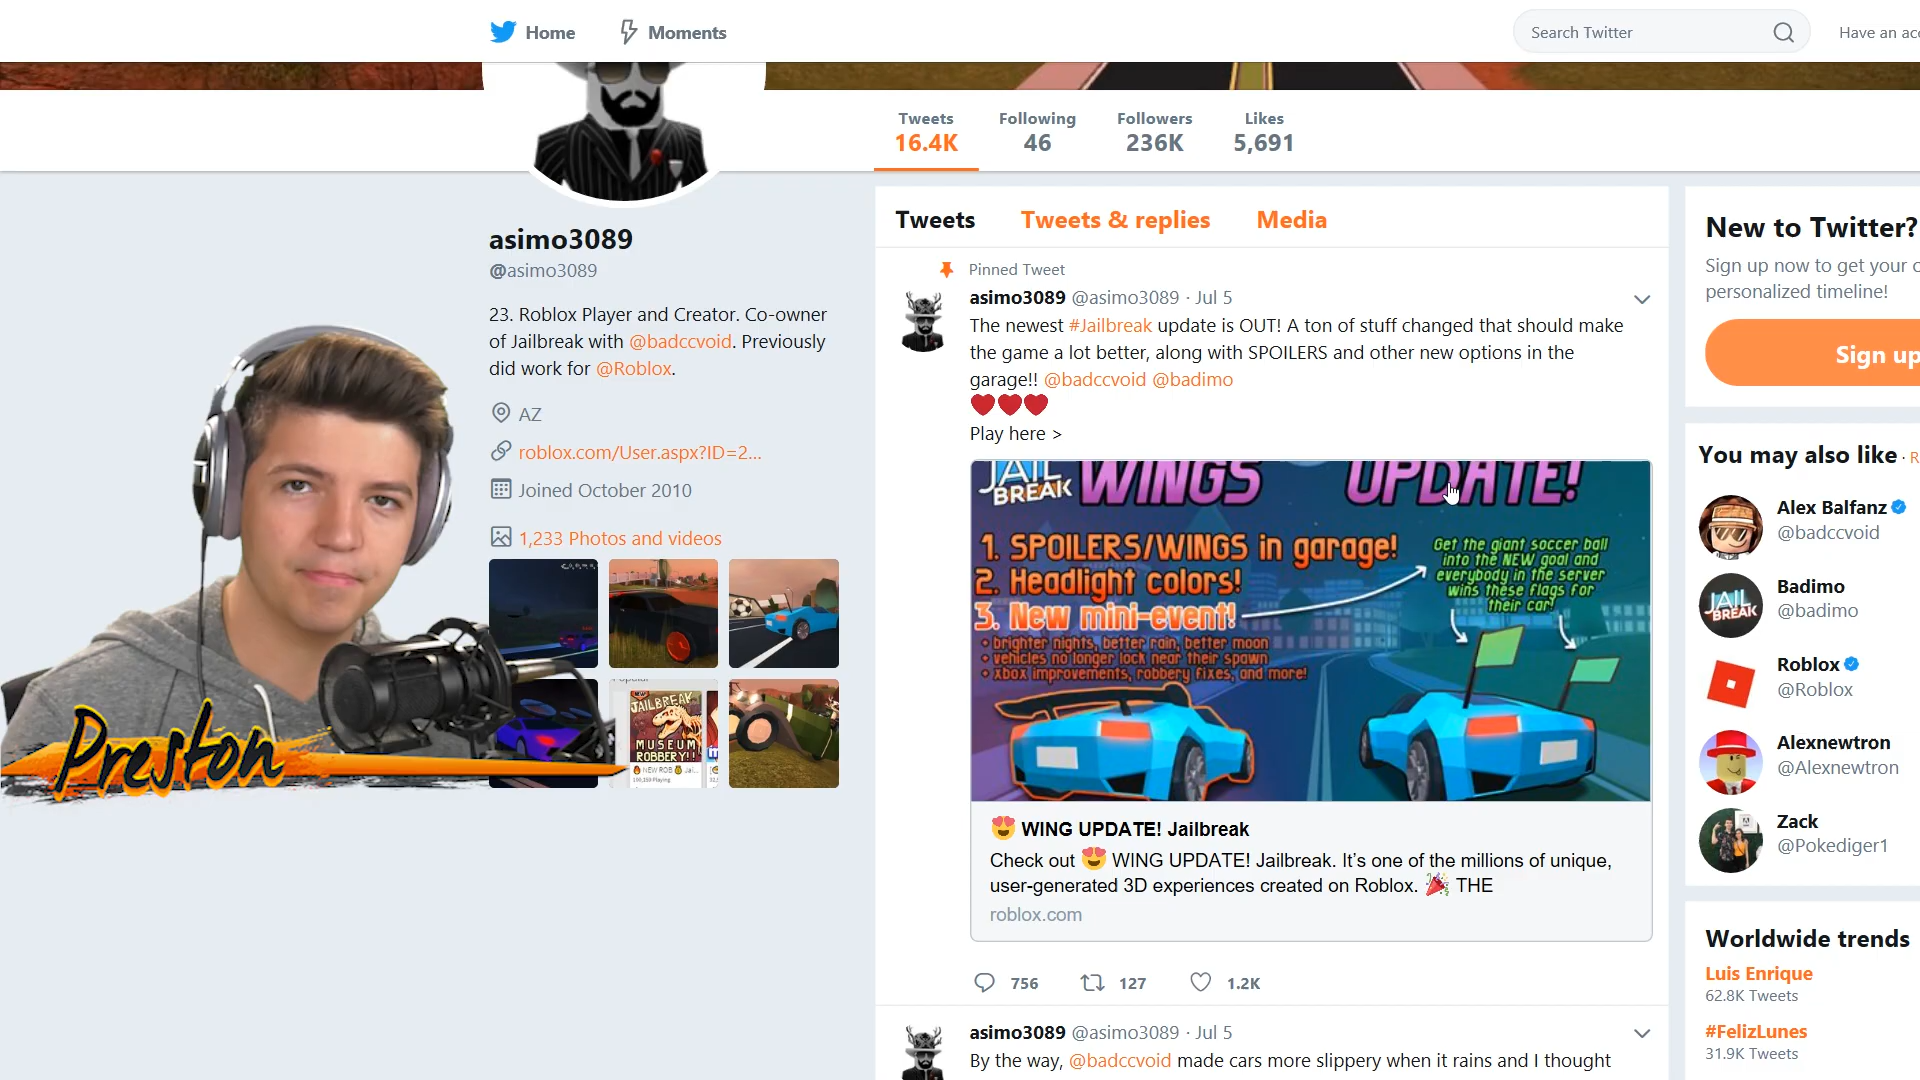 Home
Moments
Search Twitter
Have an acc
Tweets
16.4K
Following
46
Followers
236K
Likes
5,691
asimo3089
@asimo3089
23. Roblox Player and Creator. Co-owner
of Jailbreak with @badccvoid. Previously
did work for @Roblox.
AZ
roblox.com/User.aspx?ID=2...
Joined October 2010
1,233 Photos and videos
JAILBREAK
MUSEUM
ROBBERY!!
NEW ROB
Jai...
Preston
Tweets
Tweets & replies
Media
Pinned Tweet
asimo3089 @asimo3089 · Jul 5
The newest #Jailbreak update is OUT! A ton of stuff changed that should make
the game a lot better, along with SPOILERS and other new options in the
garage!! @badccvoid @badimo
Play here >
JAIL
BREAK
WINGS UPDATE!
1. SPOILERS/WINGS in garage!
2. Headlight colors!
3. New mini-event!
• brighter nights, better rain, better moon
• vehicles no longer lock near their spawn
• xbox improvements, robbery fixes, and more!
Get the giant soccer ball
into the NEW goal and
everybody in the server
wins these flags for
their car!
WING UPDATE! Jailbreak
Check out 😍 WING UPDATE! Jailbreak. It's one of the millions of unique,
user-generated 3D experiences created on Roblox. 🎉 THE
roblox.com
756
127
1.2K
asimo3089 @asimo3089 · Jul 5
By the way, @badccvoid made cars more slippery when it rains and I thought
New to Twitter?
Sign up now to get your o
personalized timeline!
Sign up
You may also like · R
Alex Balfanz
@badccvoid
JAIL
BREAK
Badimo
@badimo
Roblox
@Roblox
Alexnewtron
@Alexnewtron
Zack
@Pokediger1
Worldwide trends
Luis Enrique
62.8K Tweets
#FelizLunes
31.9K Tweets